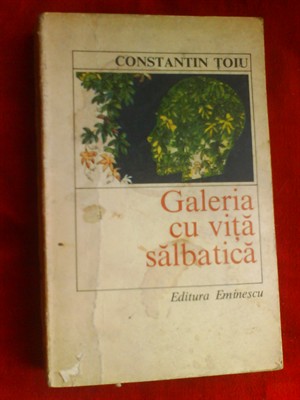 CONSTANTIN ȚOIU
Galeria
cu viță
sălbatică
Editura Eminescu